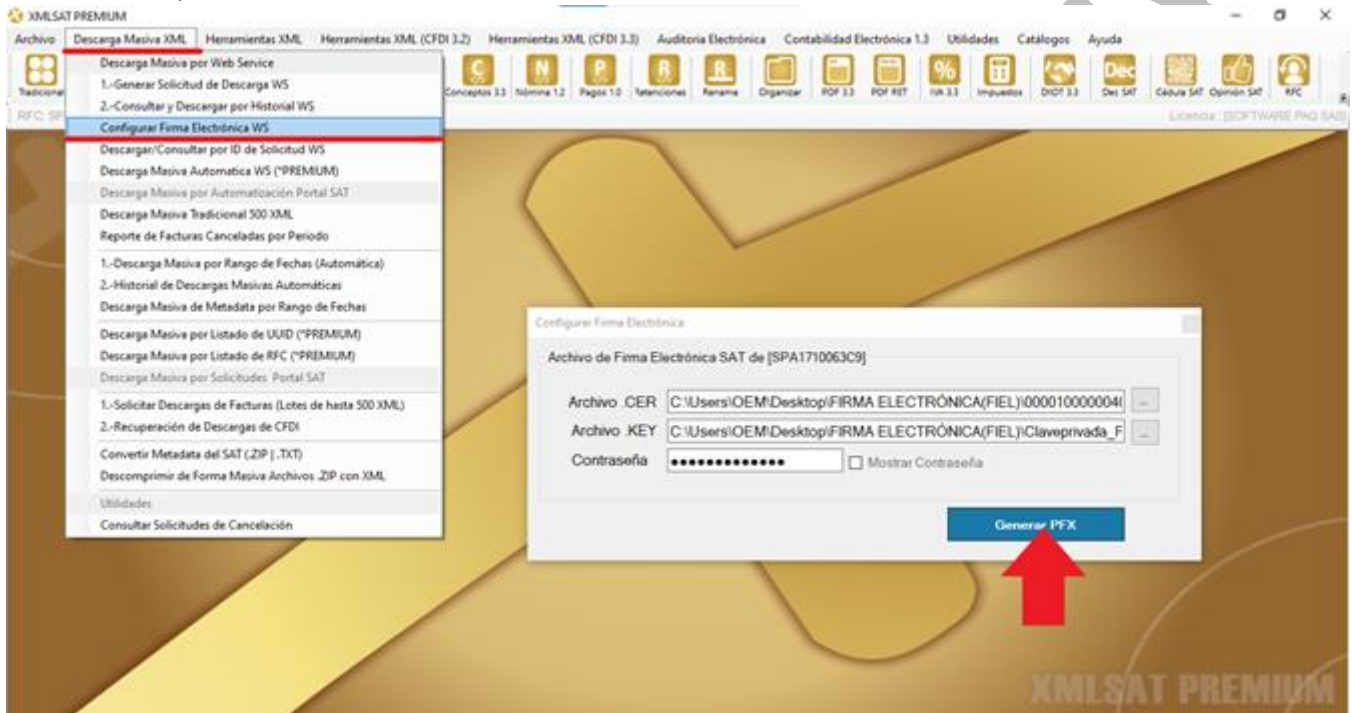 XMLSAT PREMIUM
Archivo Descarga Masiva XML Herramientas XML Herramientas XML (CFDI 3.2) Herramientas XML (CFDI 3.3) Auditoria Electrónica Contabilidad Electrónica 1.3 Utilidades Catálogos Ayuda
C N P R R % Dec
Tradicional Conceptos 3.3 Nómina 1.2 Pagos 1.0 Retenciones Rename Organizar PDF 3.3 PDF RET IVA 3.3 Impuestos DIOT 3.3 Dec SAT Cédula SAT Opinión SAT RFC
RFC: Licencia : [SOFTWARE PAQ SAS]
Descarga Masiva por Web Service
1.-Generar Solicitud de Descarga WS
2.-Consultar y Descargar por Historial WS
Configurar Firma Electrónica WS
Descargar/Consultar por ID de Solicitud WS
Descarga Masiva Automatica WS (*PREMIUM)
Descarga Masiva por Automatización Portal SAT
Descarga Masiva Tradicional 500 XML
Reporte de Facturas Canceladas por Periodo
1.-Descarga Masiva por Rango de Fechas (Automática)
2.-Historial de Descargas Masivas Automáticas
Descarga Masiva de Metadata por Rango de Fechas
Descarga Masiva por Listado de UUID (*PREMIUM)
Descarga Masiva por Listado de RFC (*PREMIUM)
Descarga Masiva por Solicitudes Portal SAT
1.-Solicitar Descargas de Facturas (Lotes de hasta 500 XML)
2.-Recuperación de Descargas de CFDI
Convertir Metadata del SAT (.ZIP | .TXT)
Descomprimir de Forma Masiva Archivos .ZIP con XML
Utilidades
Consultar Solicitudes de Cancelación
Configurar Firma Electrónica
Archivo de Firma Electrónica SAT de [SPA1710063C9]
Archivo .CER C:\Users\OEM\Desktop\FIRMA ELECTRÓNICA(FIEL)\000010000004( ...
Archivo .KEY C:\Users\OEM\Desktop\FIRMA ELECTRÓNICA(FIEL)\Claveprivada_F ...
Contraseña ●●●●●●●●●●●●● Mostrar Contraseña
Generar PFX
XMLSAT PREMIUM